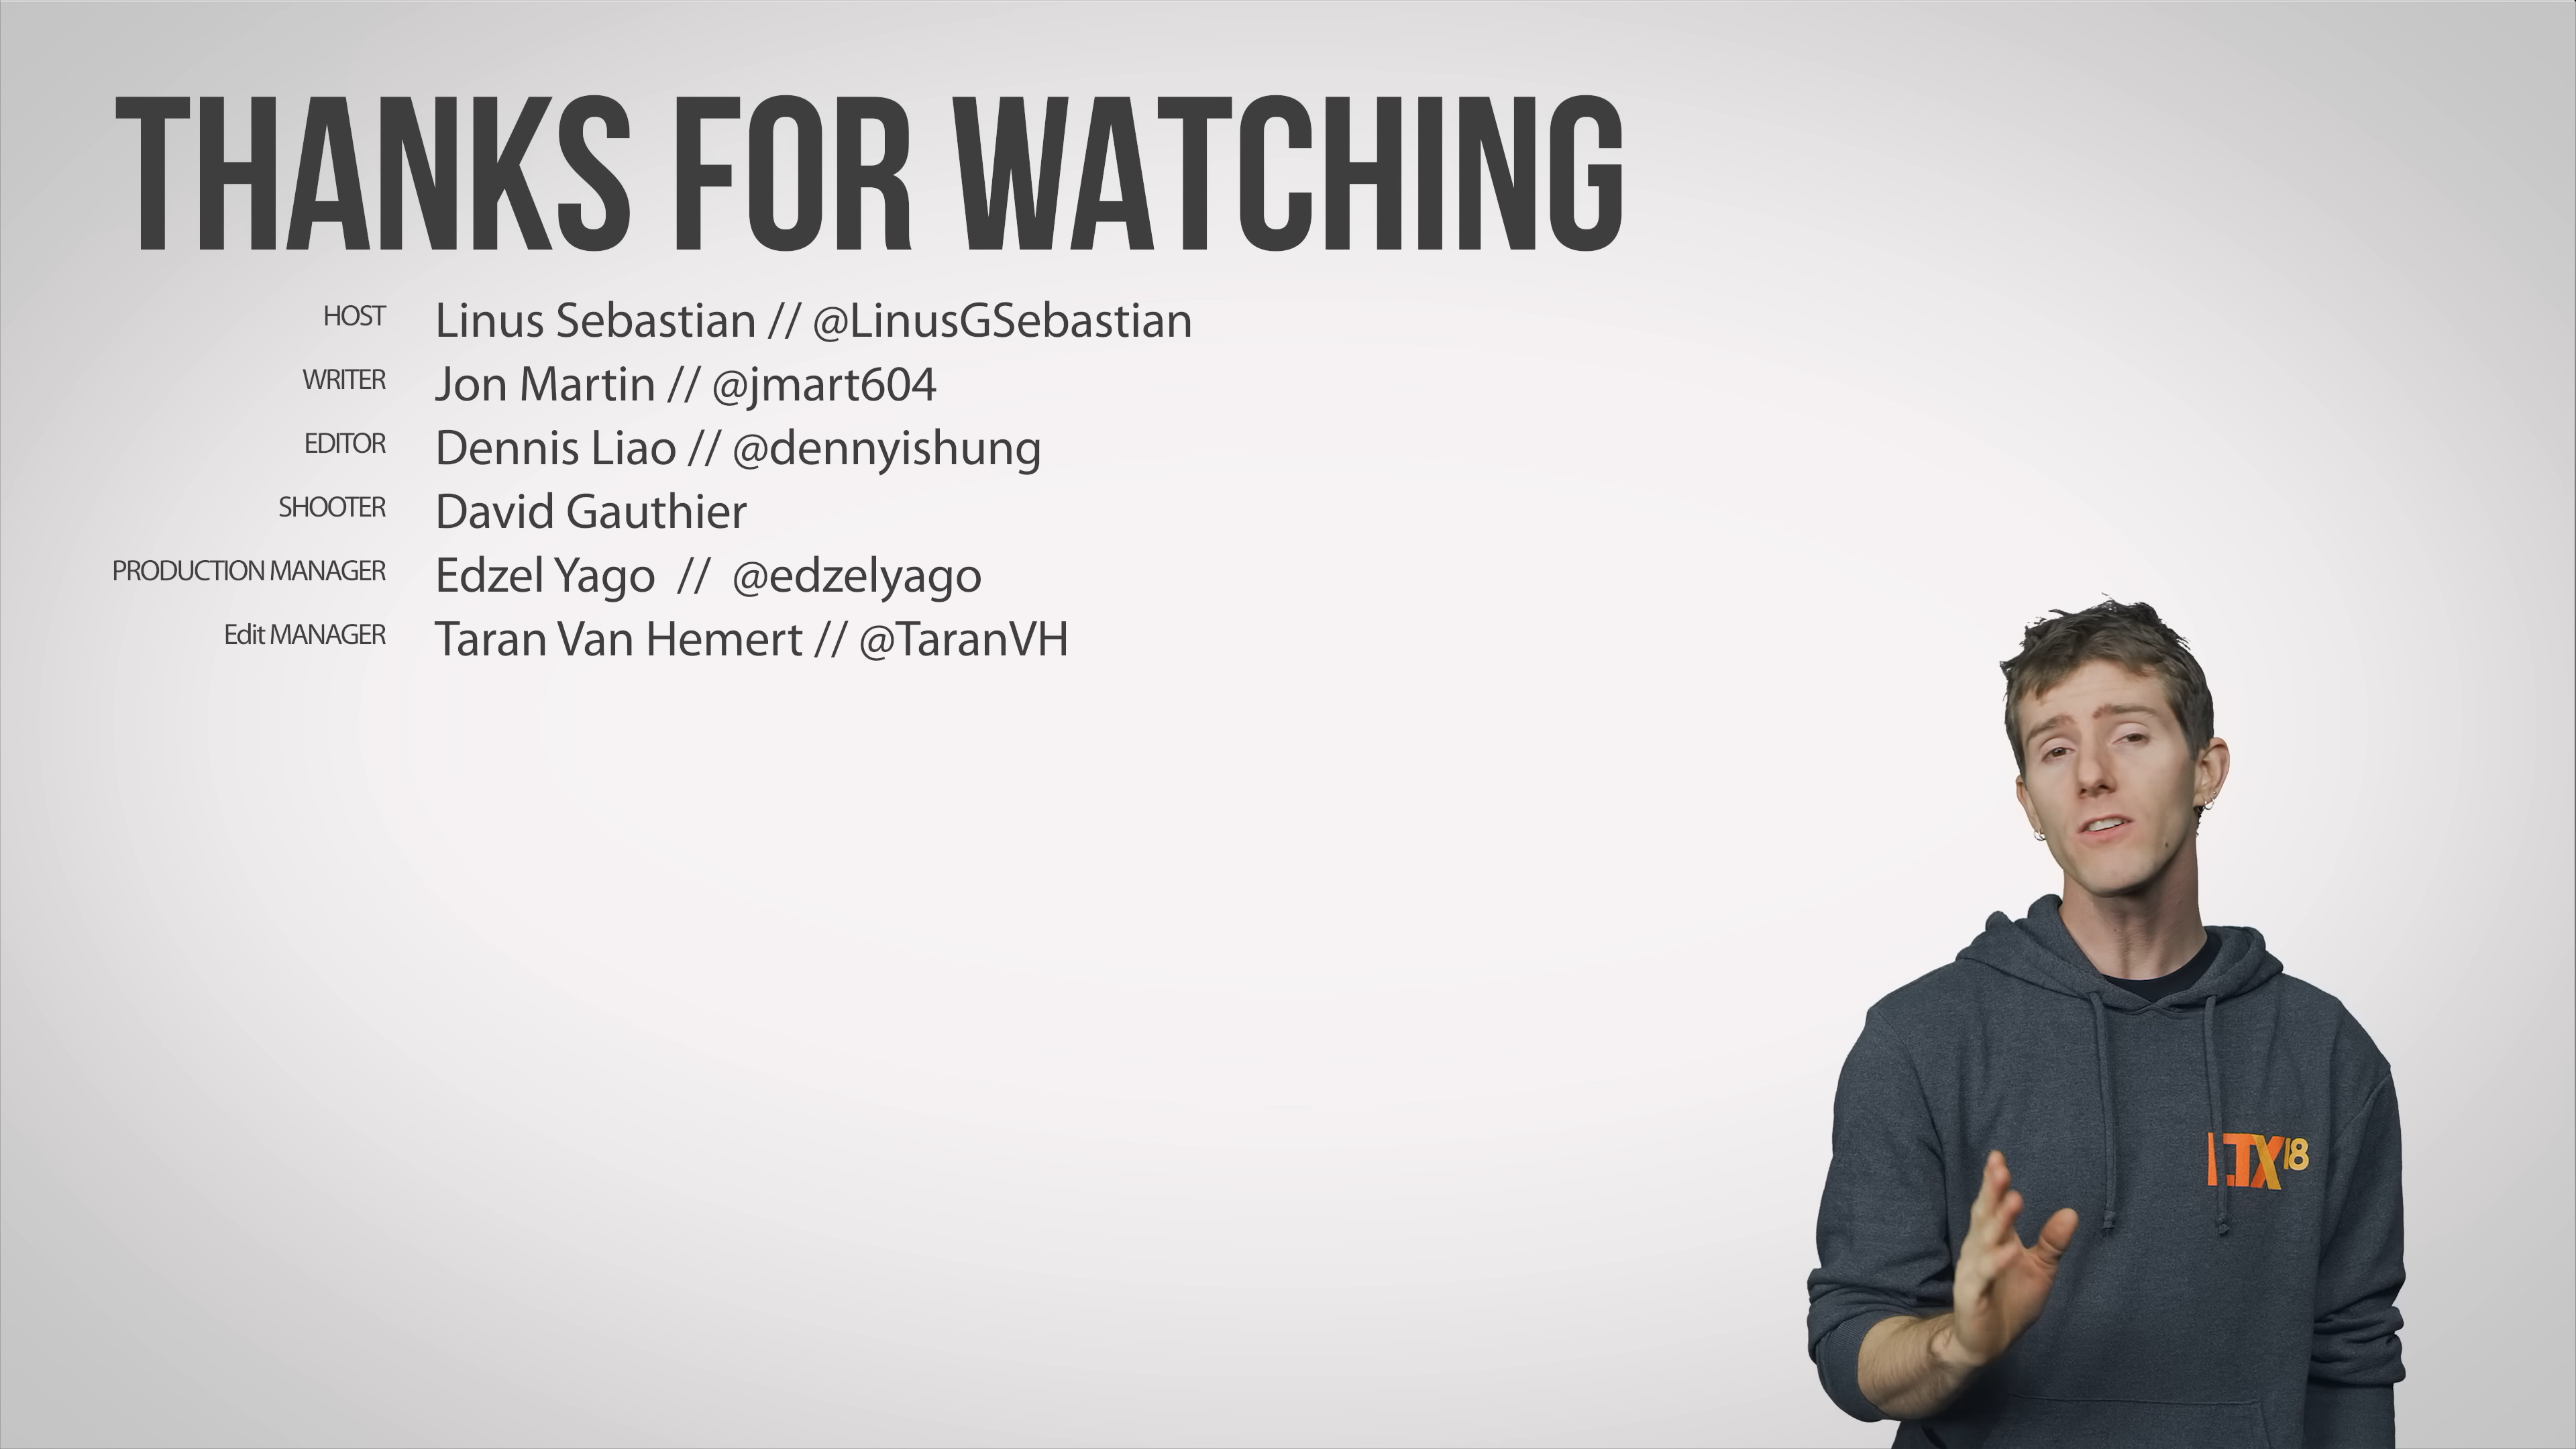 THANKS FOR WATCHING
HOST Linus Sebastian // @LinusGSebastian
WRITER Jon Martin // @jmart604
EDITOR Dennis Liao // @dennyishung
SHOOTER David Gauthier
PRODUCTION MANAGER Edzel Yago // @edzelyago
Edit MANAGER Taran Van Hemert // @TaranVH
LTX18